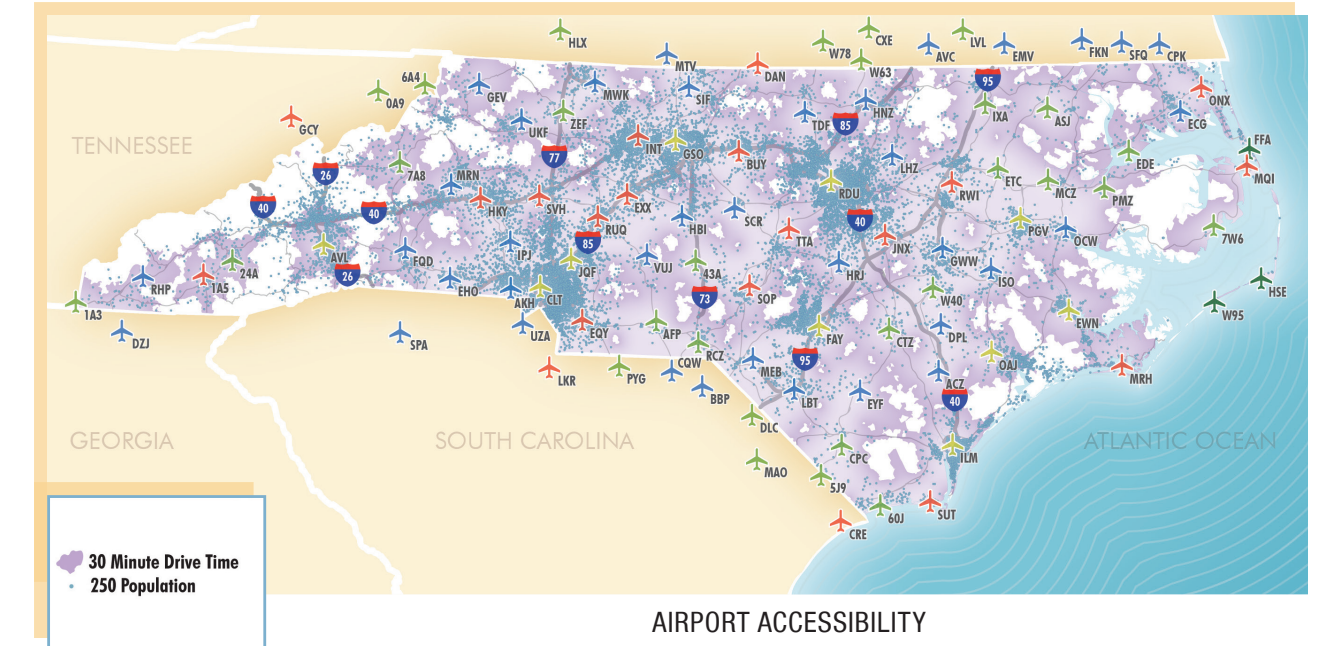 HLX
CXE
LVL
W78
AVC
EMV
FKN
SFQ
CPK
MTV
DAN
W63
6A4
0A9
GEV
MWK
SIF
HNZ
95
IXA
ASJ
ONX
ECG
GCY
ZEF
TDF
85
TENNESSEE
UKF
INT
GSO
BUY
LHZ
EDE
FFA
26
77
7A8
MRN
RDU
ETC
MCZ
PMZ
MQI
40
40
HKY
SVH
EXX
RUQ
HBI
SCR
TTA
40
RWI
PGV
OCW
7W6
AVL
FQD
IPJ
85
JQF
VUJ
43A
HRJ
JNX
GWW
ISO
RHP
1A5
24A
26
EHO
AKH
CLT
73
SOP
W40
HSE
W95
1A3
DZJ
SPA
UZA
EQY
AFP
RCZ
FAY
CTZ
DPL
EWN
95
OAJ
LKR
PYG
CQW
BBP
MEB
LBT
EYF
ACZ
40
MRH
DLC
GEORGIA
SOUTH CAROLINA
ATLANTIC OCEAN
MAO
CPC
ILM
5J9
60J
SUT
CRE
30 Minute Drive Time
250 Population
AIRPORT ACCESSIBILITY